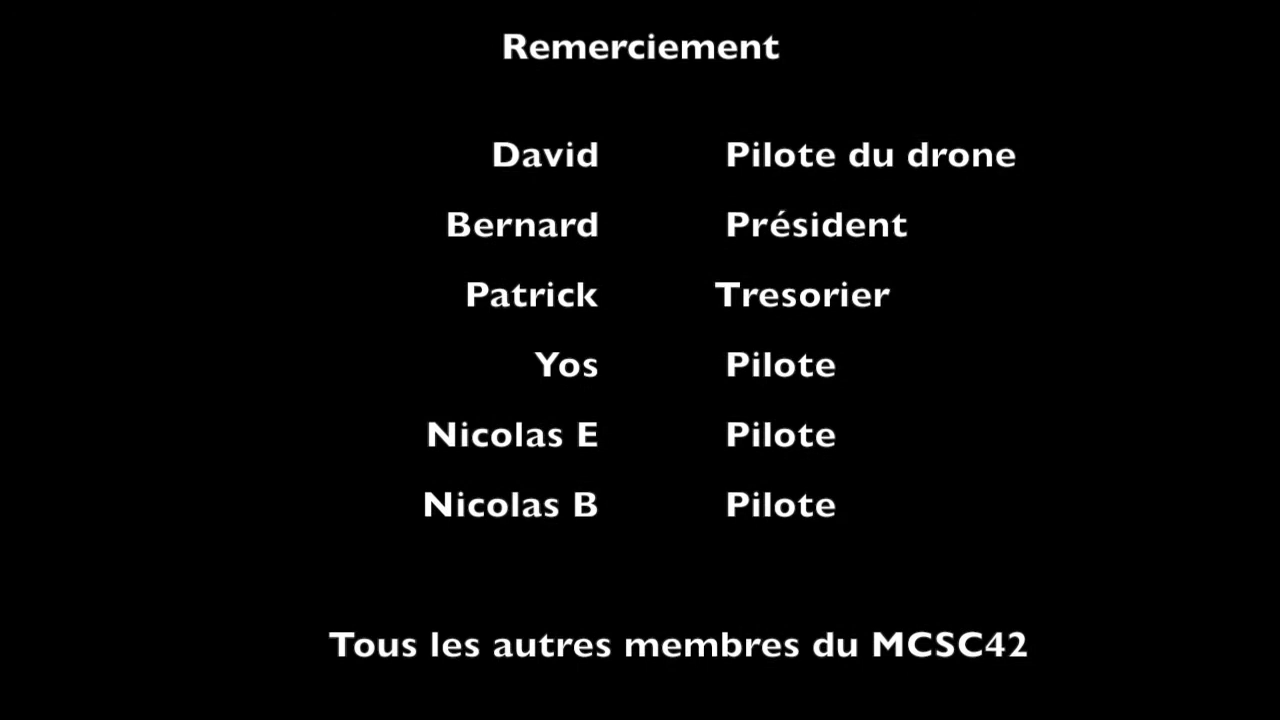 Remerciement
David Pilote du drone
Bernard Président
Patrick Tresorier
Yos Pilote
Nicolas E Pilote
Nicolas B Pilote
Tous les autres membres du MCSC42